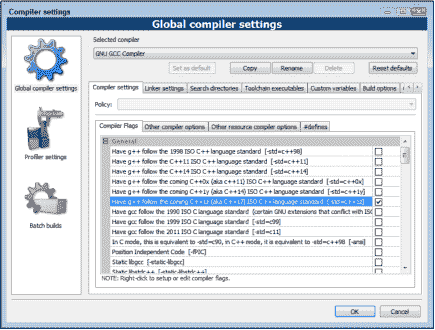 Compiler settings
Global compiler settings
Global compiler settings
Profiler settings
Batch builds
Selected compiler
GNU GCC Compiler
Set as default Copy Rename Delete Reset defaults
Compiler settings Linker settings Search directories Toolchain executables Custom variables Build options
Policy:
Compiler Flags Other compiler options Other resource compiler options #defines
General
Have g++ follow the 1998 ISO C++ language standard [-std=c++98]
Have g++ follow the C++11 ISO C++ language standard [-std=c++11]
Have g++ follow the C++14 ISO C++ language standard [-std=c++14]
Have g++ follow the coming C++0x (aka C++11) ISO C++ language standard [-std=c++0x]
Have g++ follow the coming C++1y (aka C++14) ISO C++ language standard [-std=c++1y]
Have g++ follow the coming C++1z (aka C++17) ISO C++ language standard [-std=c++1z]
Have gcc follow the 1990 ISO C language standard (certain GNU extensions that conflict with ISO
Have gcc follow the 1999 ISO C language standard [-std=c99]
Have gcc follow the 2011 ISO C language standard [-std=c11]
In C mode, this is equivalent to -std=c90, in C++ mode, it is equivalent to -std=c++98 [-ansi]
Position Independent Code [-fPIC]
Static libgcc [-static-libgcc]
Static libstdc++ [-static-libstdc++]
NOTE: Right-click to setup or edit compiler flags.
OK Cancel